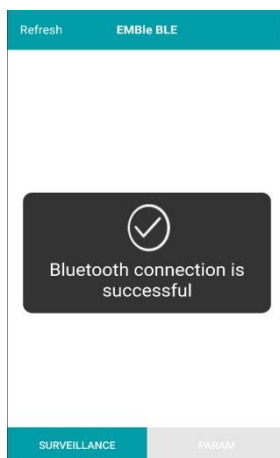 Refresh EMBle BLE
Bluetooth connection is
successful
SURVEILLANCE PARAM